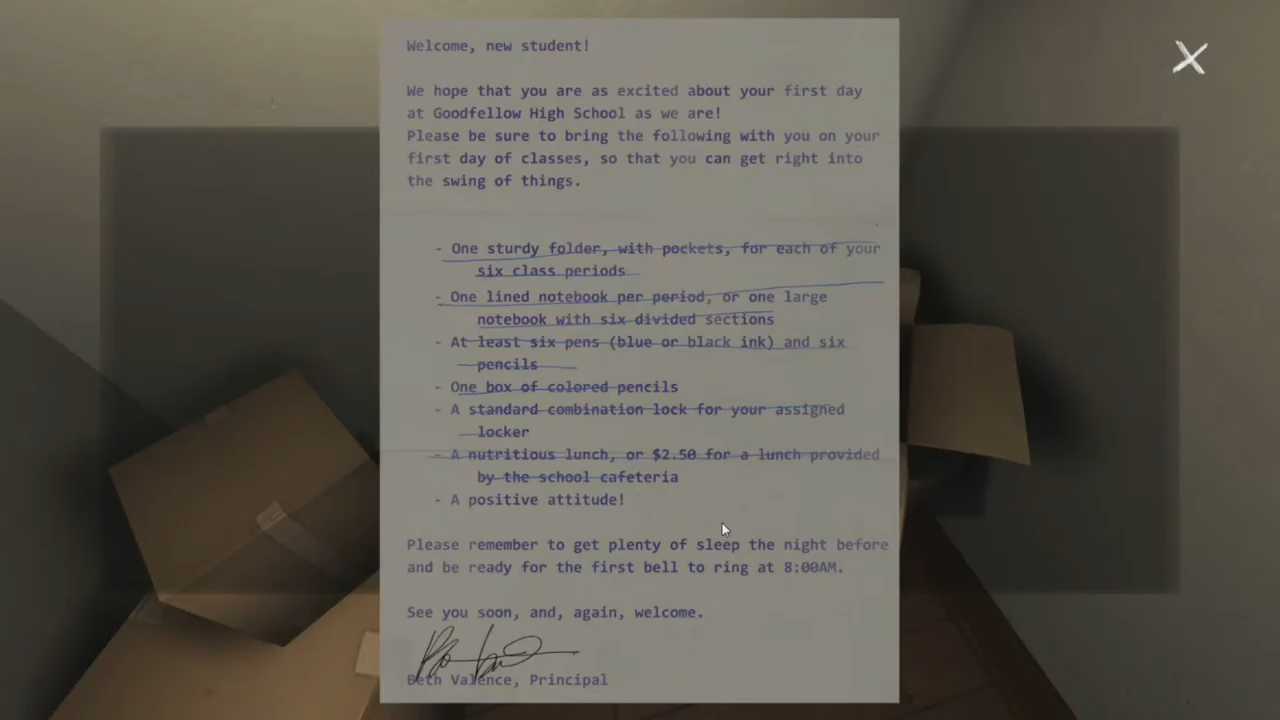 Welcome, new student!
We hope that you are as excited about your first day
at Goodfellow High School as we are!
Please be sure to bring the following with you on your
first day of classes, so that you can get right into
the swing of things.
- One sturdy folder, with pockets, for each of your
six class periods
- One lined notebook per period, or one large
notebook with six divided sections
- At least six pens (blue or black ink) and six
pencils
- One box of colored pencils
- A standard combination lock for your assigned
locker
- A nutritious lunch, or $2.50 for a lunch provided
by the school cafeteria
- A positive attitude!
Please remember to get plenty of sleep the night before
and be ready for the first bell to ring at 8:00AM.
See you soon, and, again, welcome.
Beth Valence, Principal